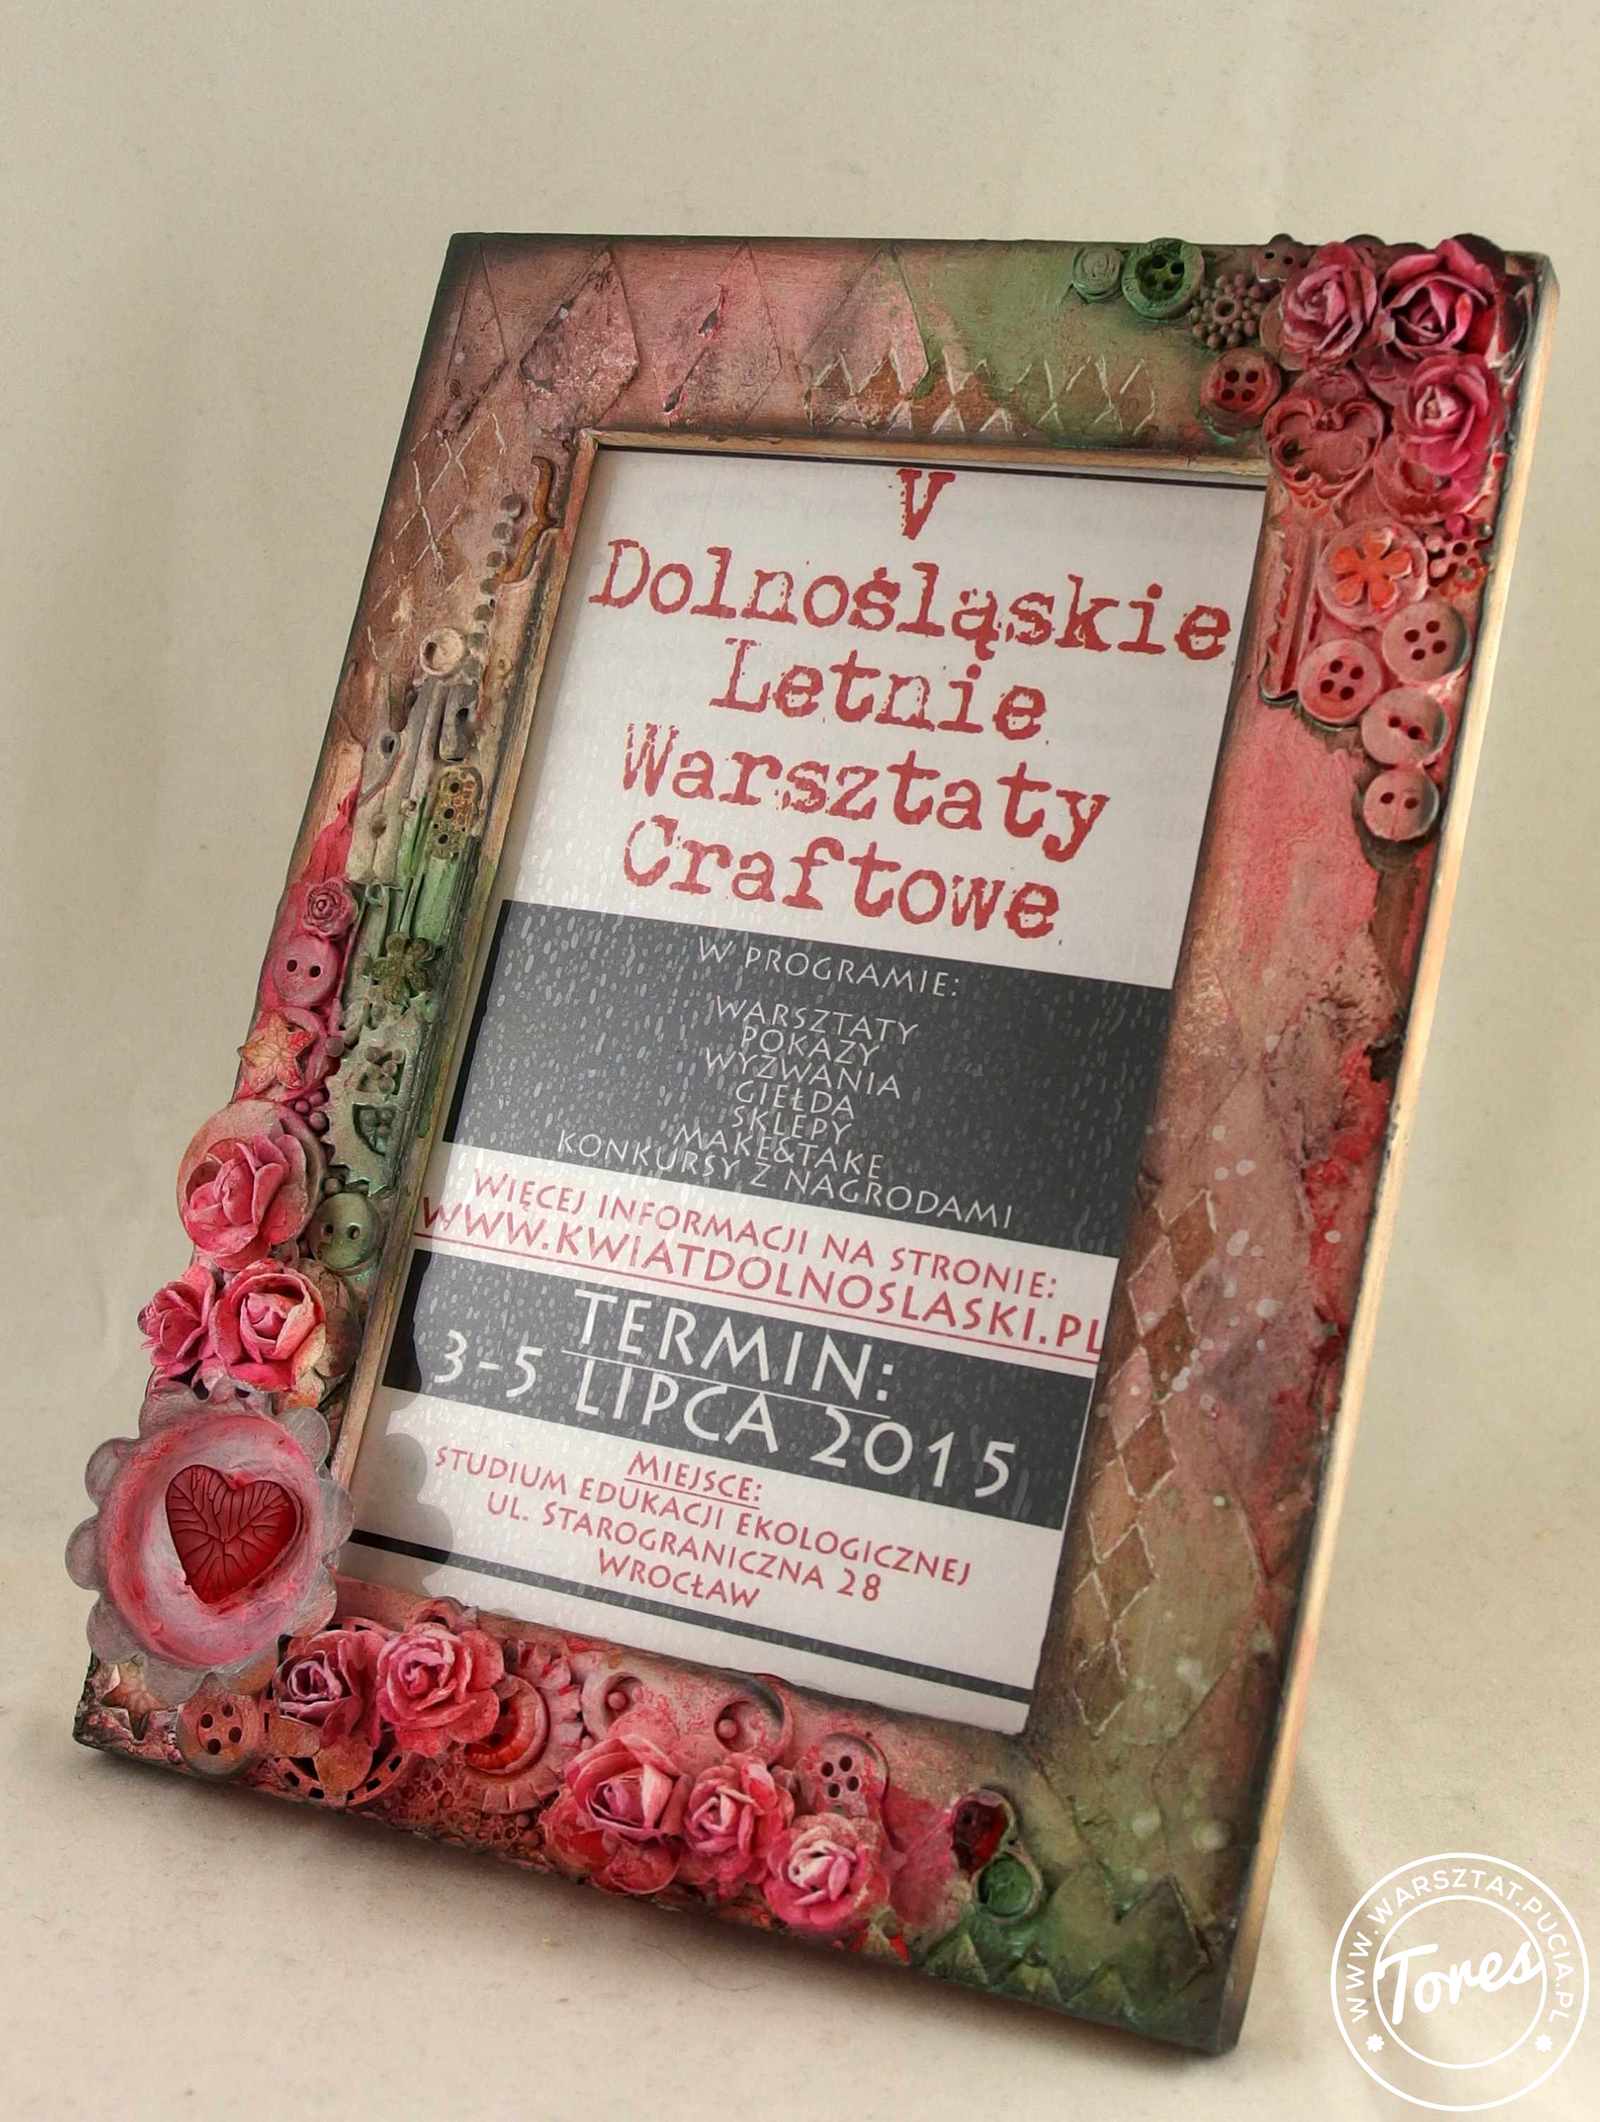 V
Dolnośląskie
Letnie
Warsztaty
Craftowe
W PROGRAMIE:
WARSZTATY
POKAZY
WYZWANIA
GIEŁDA
SKLEPY
MAKE&TAKE
KONKURSY Z NAGRODAMI
WIĘCEJ INFORMACJI NA STRONIE:
WWW.KWIATDOLNOSLASKI.PL
TERMIN:
3-5 LIPCA 2015
MIEJSCE:
STUDIUM EDUKACJI EKOLOGICZNEJ
UL. STAROGRANICZNA 28
WROCŁAW
WWW.WARSZTAT.PUCIA.PL
Tores